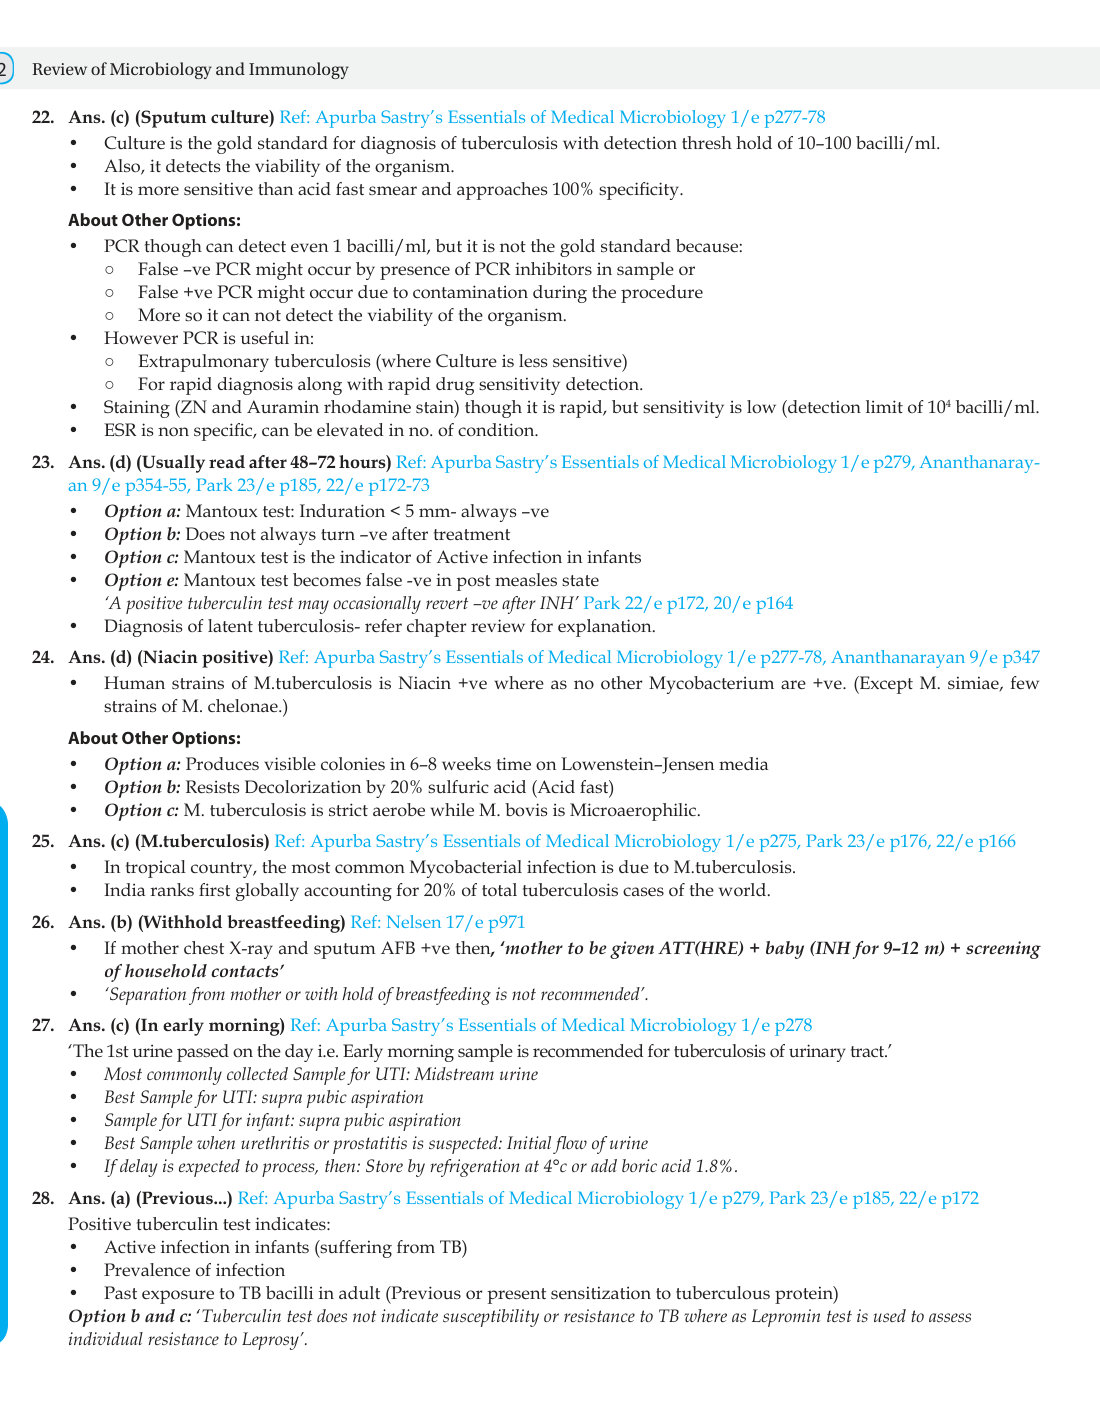 2 Review of Microbiology and Immunology
22. Ans. (c) (Sputum culture) Ref: Apurba Sastry's Essentials of Medical Microbiology 1/e p277-78
• Culture is the gold standard for diagnosis of tuberculosis with detection thresh hold of 10–100 bacilli/ml.
• Also, it detects the viability of the organism.
• It is more sensitive than acid fast smear and approaches 100% specificity.
About Other Options:
• PCR though can detect even 1 bacilli/ml, but it is not the gold standard because:
○ False –ve PCR might occur by presence of PCR inhibitors in sample or
○ False +ve PCR might occur due to contamination during the procedure
○ More so it can not detect the viability of the organism.
• However PCR is useful in:
○ Extrapulmonary tuberculosis (where Culture is less sensitive)
○ For rapid diagnosis along with rapid drug sensitivity detection.
• Staining (ZN and Auramin rhodamine stain) though it is rapid, but sensitivity is low (detection limit of 10⁴ bacilli/ml.
• ESR is non specific, can be elevated in no. of condition.
23. Ans. (d) (Usually read after 48–72 hours) Ref: Apurba Sastry's Essentials of Medical Microbiology 1/e p279, Ananthanaray-
an 9/e p354-55, Park 23/e p185, 22/e p172-73
• Option a: Mantoux test: Induration < 5 mm- always –ve
• Option b: Does not always turn –ve after treatment
• Option c: Mantoux test is the indicator of Active infection in infants
• Option e: Mantoux test becomes false -ve in post measles state
'A positive tuberculin test may occasionally revert –ve after INH' Park 22/e p172, 20/e p164
• Diagnosis of latent tuberculosis- refer chapter review for explanation.
24. Ans. (d) (Niacin positive) Ref: Apurba Sastry's Essentials of Medical Microbiology 1/e p277-78, Ananthanarayan 9/e p347
• Human strains of M.tuberculosis is Niacin +ve where as no other Mycobacterium are +ve. (Except M. simiae, few
strains of M. chelonae.)
About Other Options:
• Option a: Produces visible colonies in 6–8 weeks time on Lowenstein–Jensen media
• Option b: Resists Decolorization by 20% sulfuric acid (Acid fast)
• Option c: M. tuberculosis is strict aerobe while M. bovis is Microaerophilic.
25. Ans. (c) (M.tuberculosis) Ref: Apurba Sastry's Essentials of Medical Microbiology 1/e p275, Park 23/e p176, 22/e p166
• In tropical country, the most common Mycobacterial infection is due to M.tuberculosis.
• India ranks first globally accounting for 20% of total tuberculosis cases of the world.
26. Ans. (b) (Withhold breastfeeding) Ref: Nelsen 17/e p971
• If mother chest X-ray and sputum AFB +ve then, 'mother to be given ATT(HRE) + baby (INH for 9–12 m) + screening
of household contacts'
• 'Separation from mother or with hold of breastfeeding is not recommended'.
27. Ans. (c) (In early morning) Ref: Apurba Sastry's Essentials of Medical Microbiology 1/e p278
'The 1st urine passed on the day i.e. Early morning sample is recommended for tuberculosis of urinary tract.'
• Most commonly collected Sample for UTI: Midstream urine
• Best Sample for UTI: supra pubic aspiration
• Sample for UTI for infant: supra pubic aspiration
• Best Sample when urethritis or prostatitis is suspected: Initial flow of urine
• If delay is expected to process, then: Store by refrigeration at 4°c or add boric acid 1.8%.
28. Ans. (a) (Previous...) Ref: Apurba Sastry's Essentials of Medical Microbiology 1/e p279, Park 23/e p185, 22/e p172
Positive tuberculin test indicates:
• Active infection in infants (suffering from TB)
• Prevalence of infection
• Past exposure to TB bacilli in adult (Previous or present sensitization to tuberculous protein)
Option b and c: 'Tuberculin test does not indicate susceptibility or resistance to TB where as Lepromin test is used to assess
individual resistance to Leprosy'.